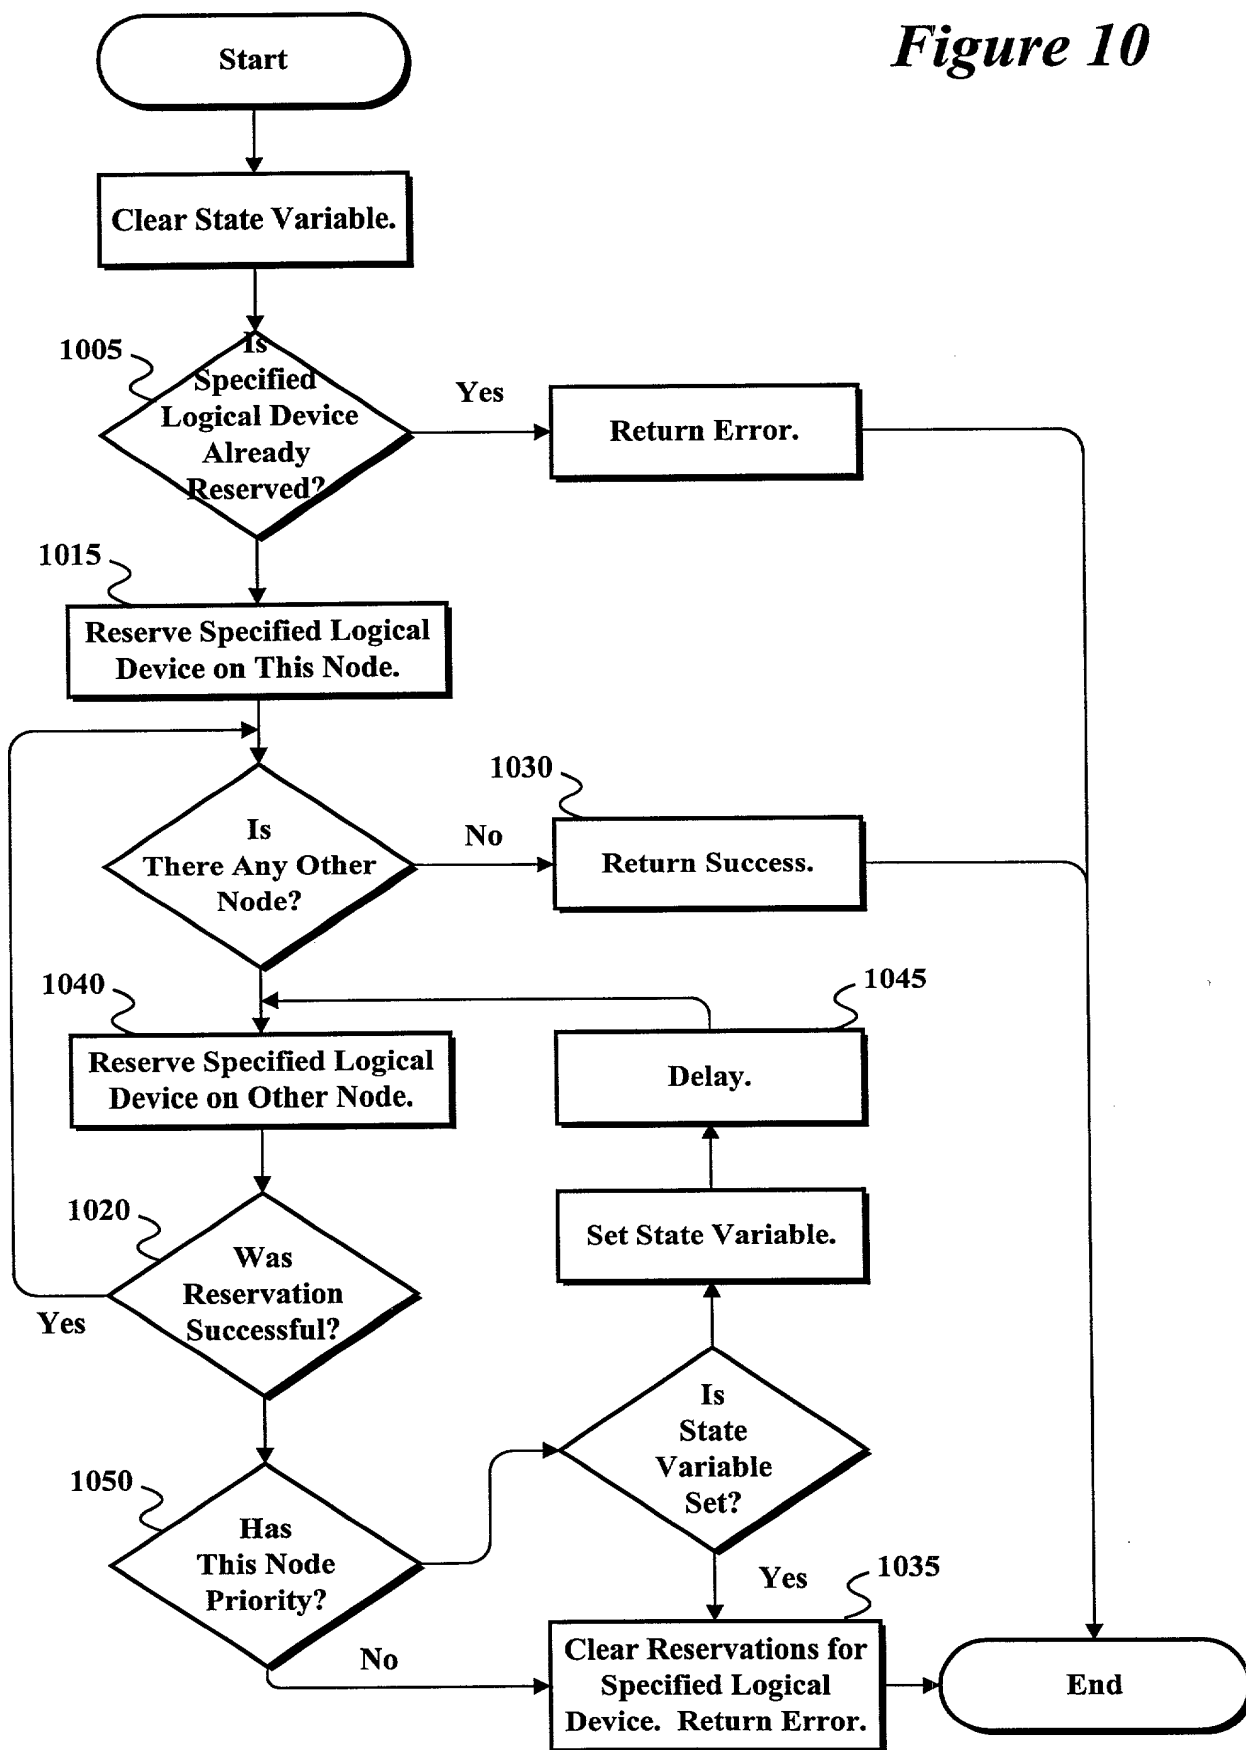 Figure 10
Start
Clear State Variable.
1005
Is
Specified
Logical Device
Already
Reserved?
Yes
Return Error.
1015
Reserve Specified Logical
Device on This Node.
1030
Is
There Any Other
Node?
No
Return Success.
1040
1045
Reserve Specified Logical
Device on Other Node.
Delay.
1020
Was
Reservation
Successful?
Yes
Set State Variable.
Is
State
Variable
Set?
1050
Has
This Node
Priority?
Yes
1035
No
Clear Reservations for
Specified Logical
Device. Return Error.
End